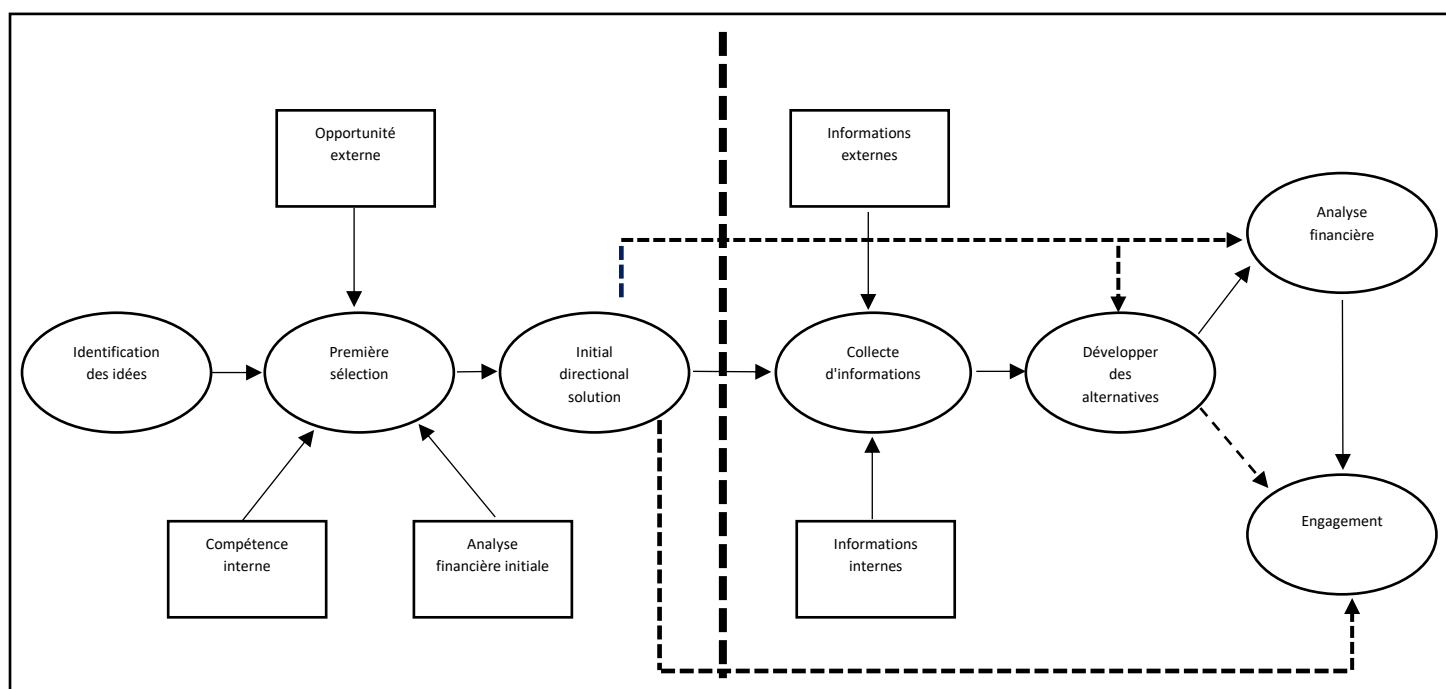 Opportunité
externe
Informations
externes
Analyse
financière
Identification
des idées
Première
sélection
Initial
directional
solution
Collecte
d'informations
Développer
des
alternatives
Compétence
interne
Analyse
financière initiale
Informations
internes
Engagement